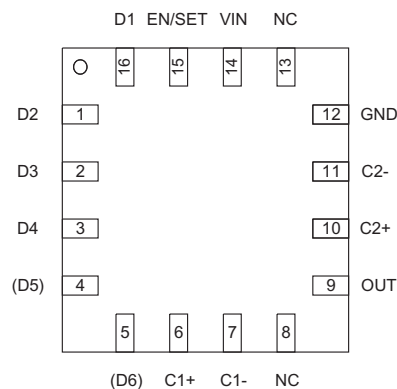 D1 EN/SET VIN NC
16 15 14 13
D2 1 12 GND
D3 2 11 C2-
D4 3 10 C2+
(D5) 4 9 OUT
5 6 7 8
(D6) C1+ C1- NC